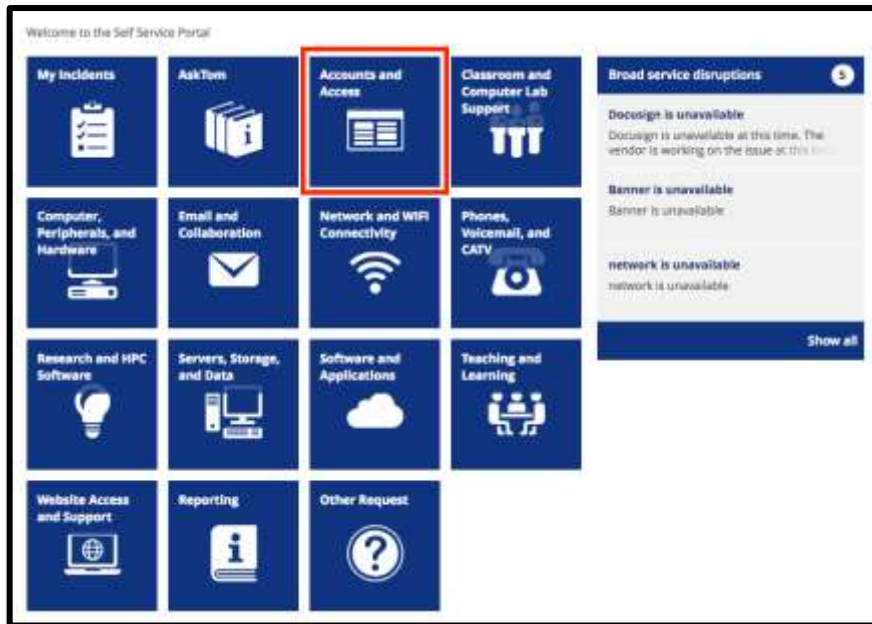 Welcome to the Self Service Portal
My Incidents
AskTom
Accounts and
Access
Classroom and
Computer Lab
Support
Computer,
Peripherals, and
Hardware
Email and
Collaboration
Network and WIFI
Connectivity
Phones,
Voicemail, and
CATV
Research and HPC
Software
Servers, Storage,
and Data
Software and
Applications
Teaching and
Learning
Website Access
and Support
Reporting
Other Request
Broad service disruptions 5
Docusign is unavailable
Docusign is unavailable at this time. The
vendor is working on the issue at this
Banner is unavailable
Banner is unavailable
network is unavailable
network is unavailable
Show all